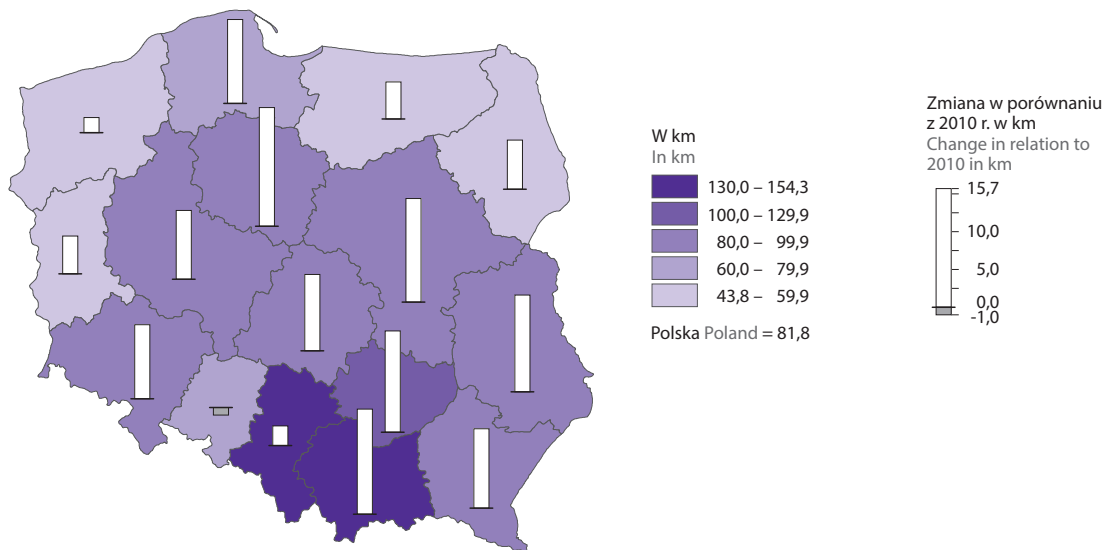 W km
In km
130,0 – 154,3
100,0 – 129,9
80,0 – 99,9
60,0 – 79,9
43,8 – 59,9
Polska Poland = 81,8
Zmiana w porównaniu
z 2010 r. w km
Change in relation to
2010 in km
15,7
10,0
5,0
0,0
-1,0